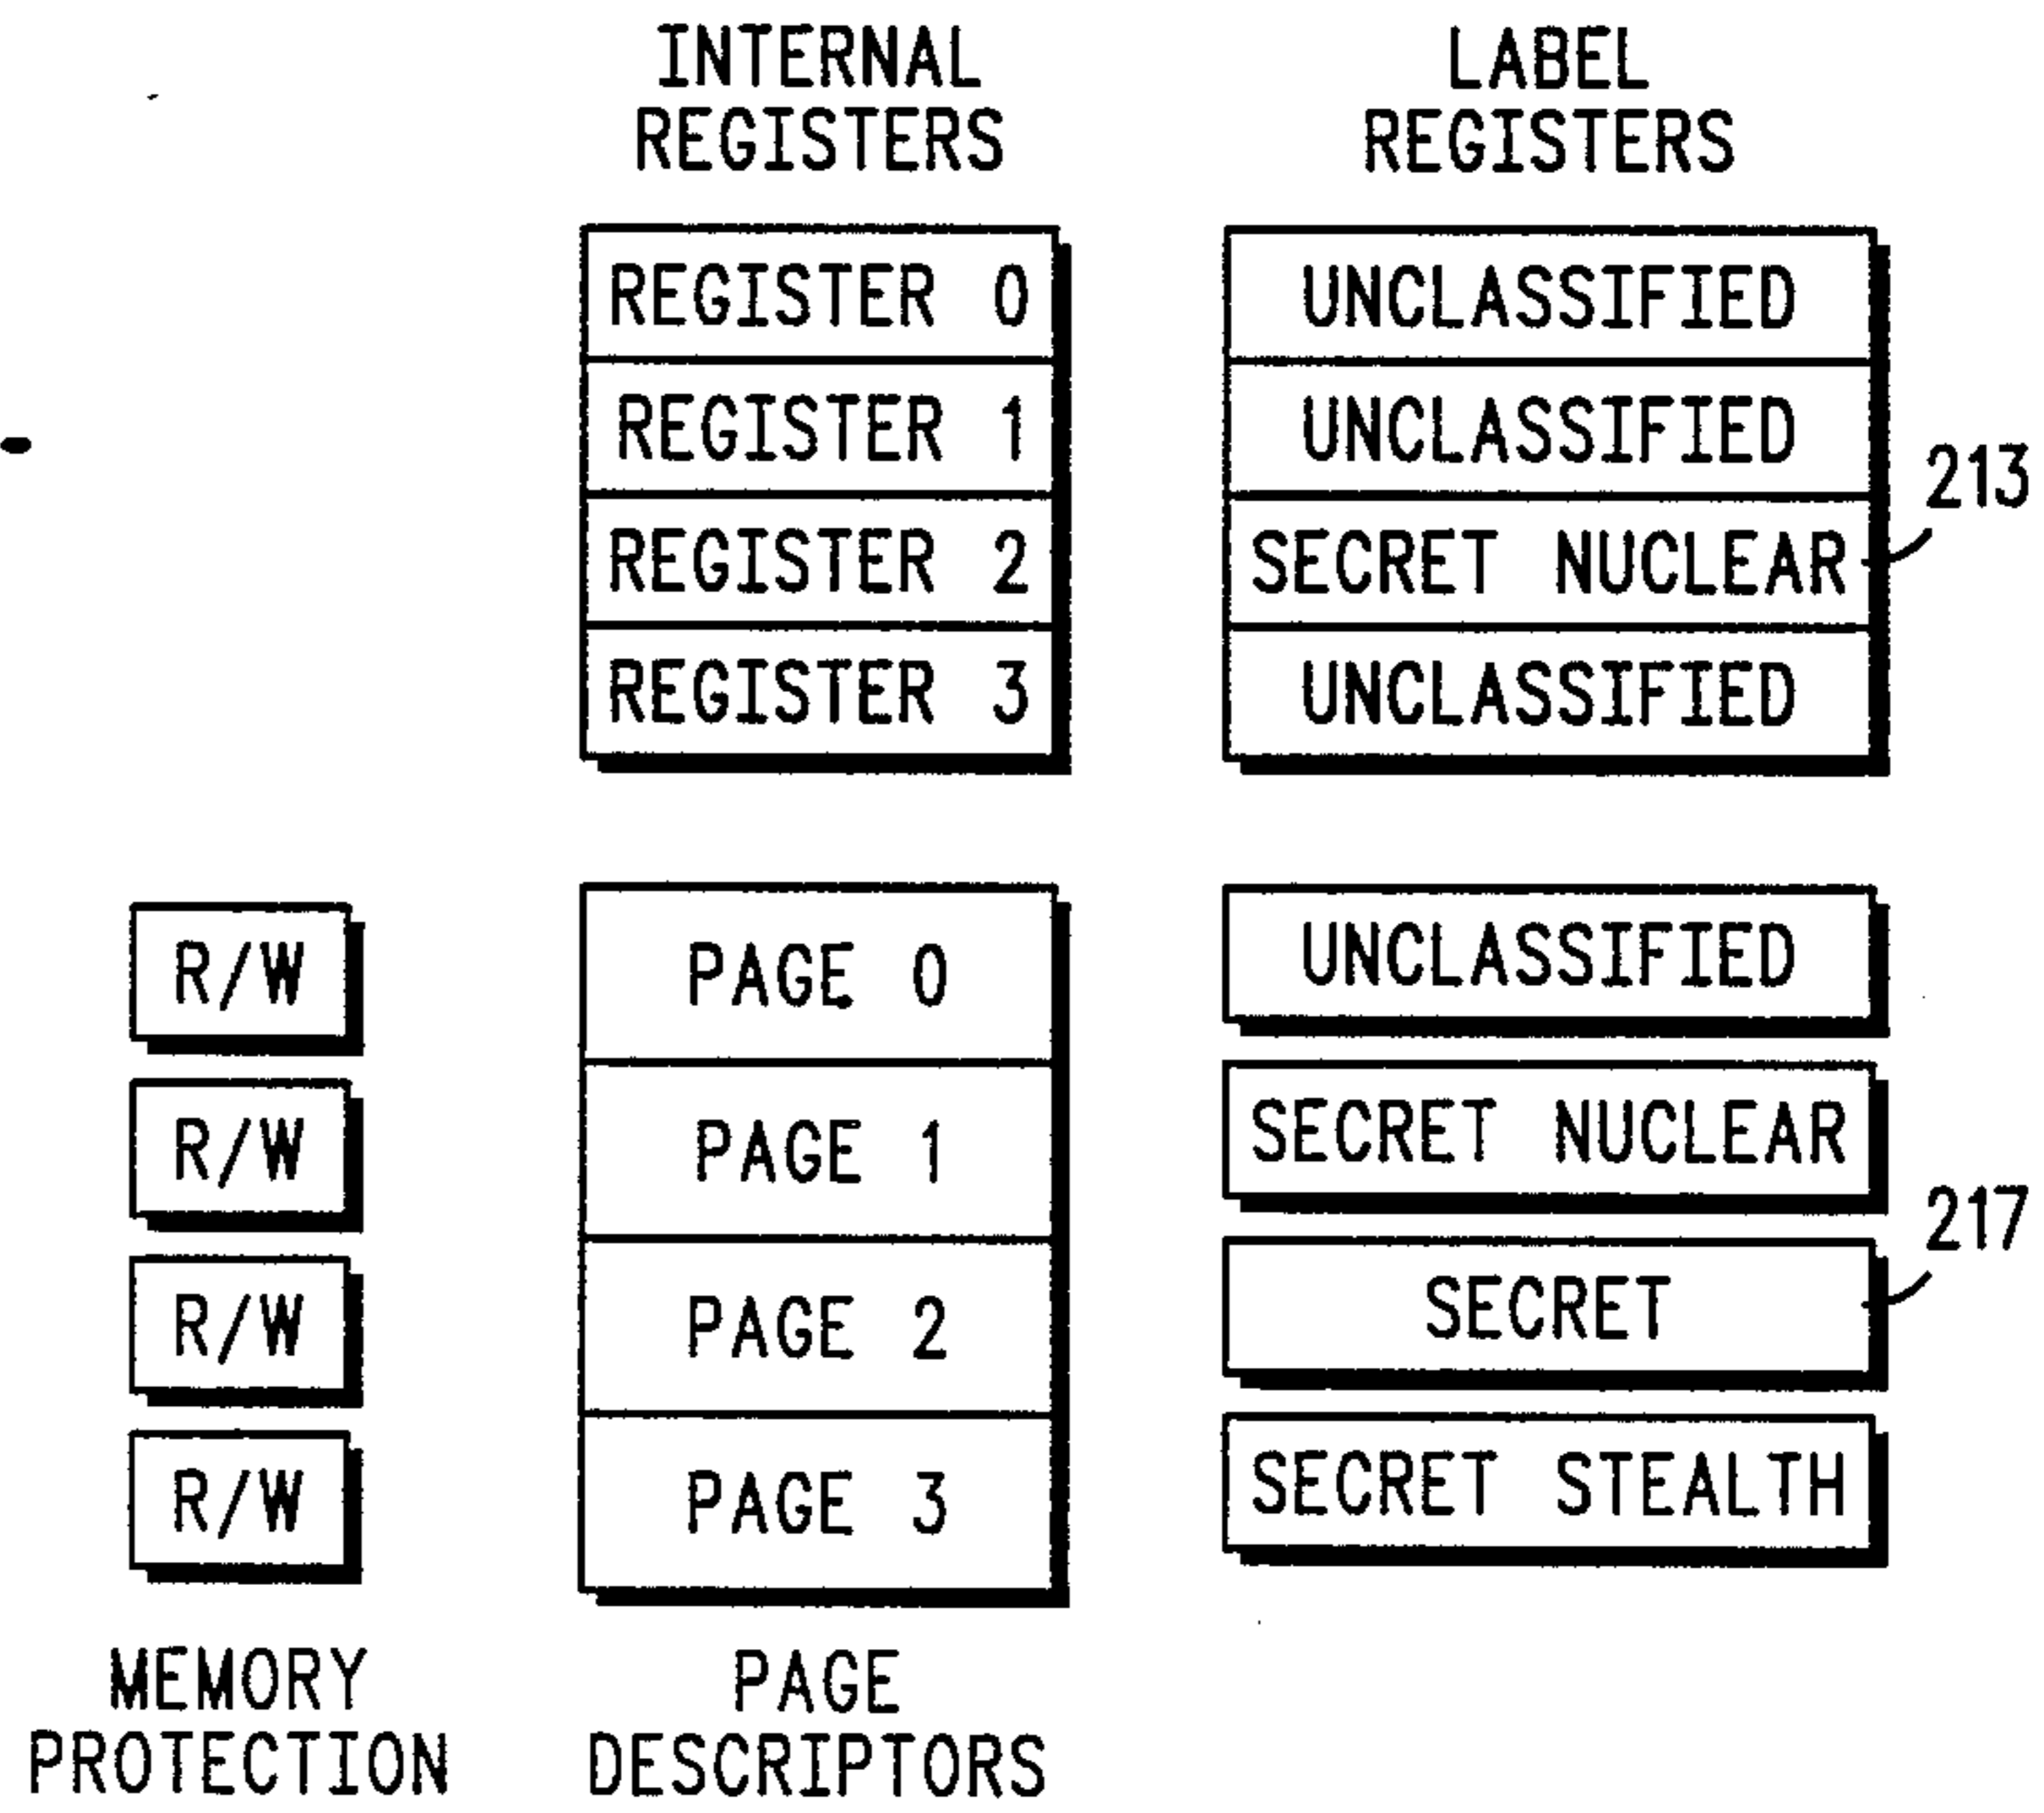 INTERNAL REGISTERS
LABEL REGISTERS
REGISTER 0
UNCLASSIFIED
REGISTER 1
UNCLASSIFIED
213
REGISTER 2
SECRET NUCLEAR
REGISTER 3
UNCLASSIFIED
R/W
PAGE 0
UNCLASSIFIED
R/W
PAGE 1
SECRET NUCLEAR
217
R/W
PAGE 2
SECRET
R/W
PAGE 3
SECRET STEALTH
MEMORY PROTECTION
PAGE DESCRIPTORS